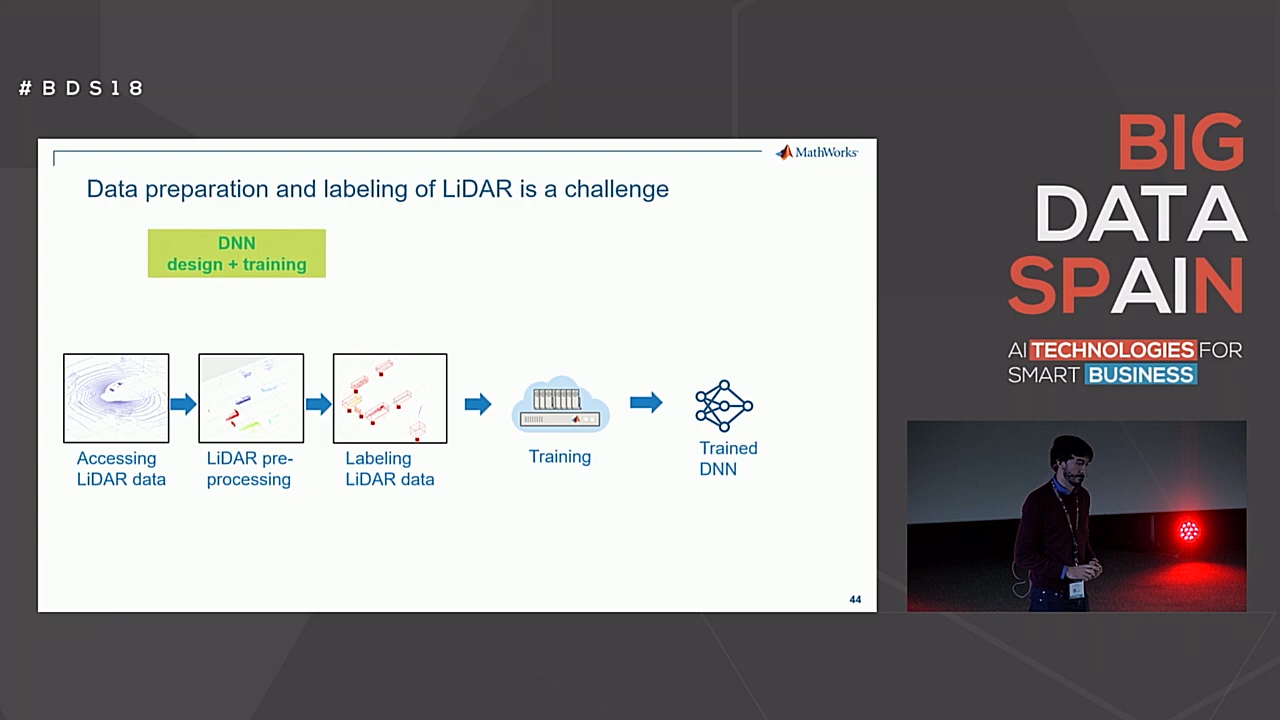 #BDS18
MathWorks
Data preparation and labeling of LiDAR is a challenge
DNN
design + training
Accessing
LiDAR data
LiDAR pre-
processing
Labeling
LiDAR data
Training
Trained
DNN
44
BIG
DATA
SPAIN
AI TECHNOLOGIES FOR
SMART BUSINESS